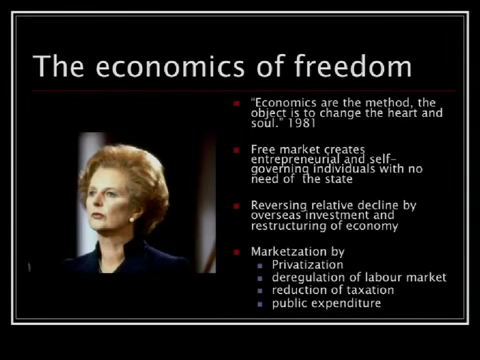 The economics of freedom
"Economics are the method, the
object is to change the heart and
soul." 1981
Free market creates
entrepreneurial and self-
governing individuals with no
need of the state
Reversing relative decline by
overseas investment and
restructuring of economy
Marketzation by
Privatization
deregulation of labour market
reduction of taxation
public expenditure